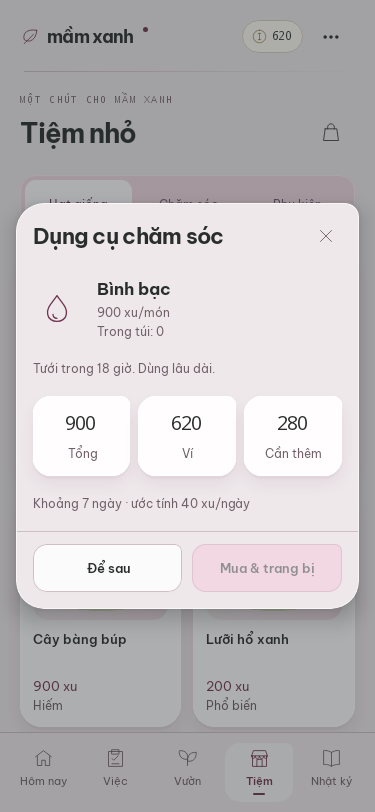 mầm xanh
620
MỘT CHÚT CHO MẦM XANH
Tiệm nhỏ
Dụng cụ chăm sóc
Bình bạc
900 xu/món
Trong túi: 0
Tưới trong 18 giờ. Dùng lâu dài.
900 620 280
Tổng Ví Cần thêm
Khoảng 7 ngày · ước tính 40 xu/ngày
Để sau Mua & trang bị
Cây bàng búp Lưỡi hổ xanh
900 xu 200 xu
Hiếm Phổ biến
Hôm nay Việc Vườn Tiệm Nhật ký